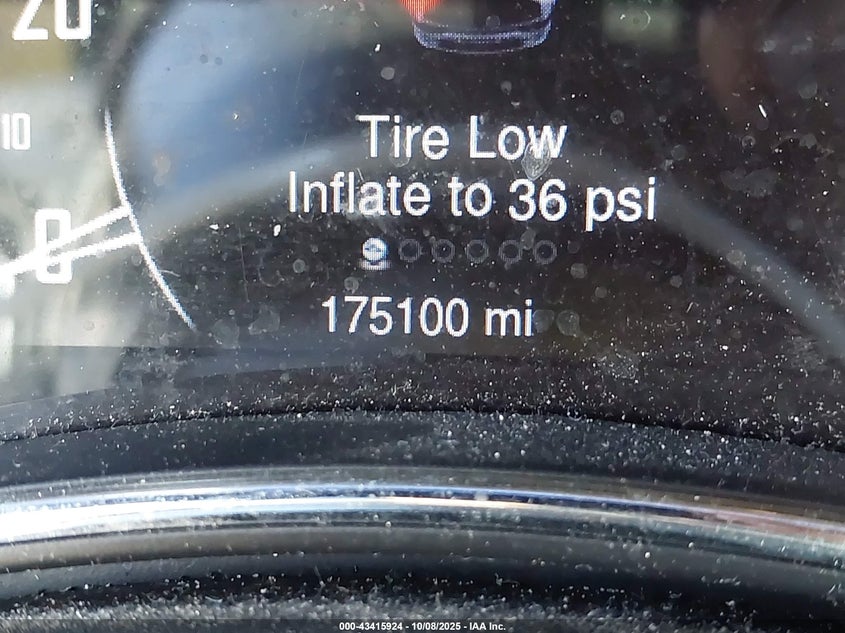 20
10
0
Tire Low
Inflate to 36 psi
175100 mi
000-43415924 - 10/08/2025 - IAA Inc.